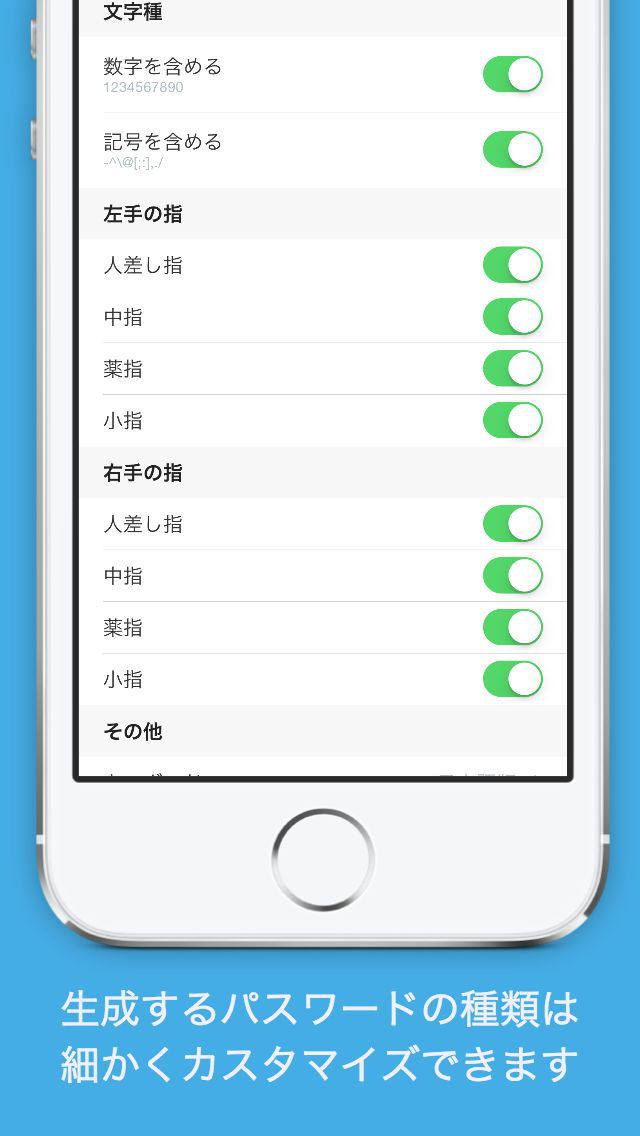 文字種
数字を含める
1234567890
記号を含める
-^\@[;:],./
左手の指
人差し指
中指
薬指
小指
右手の指
人差し指
中指
薬指
小指
その他
生成するパスワードの種類は
細かくカスタマイズできます